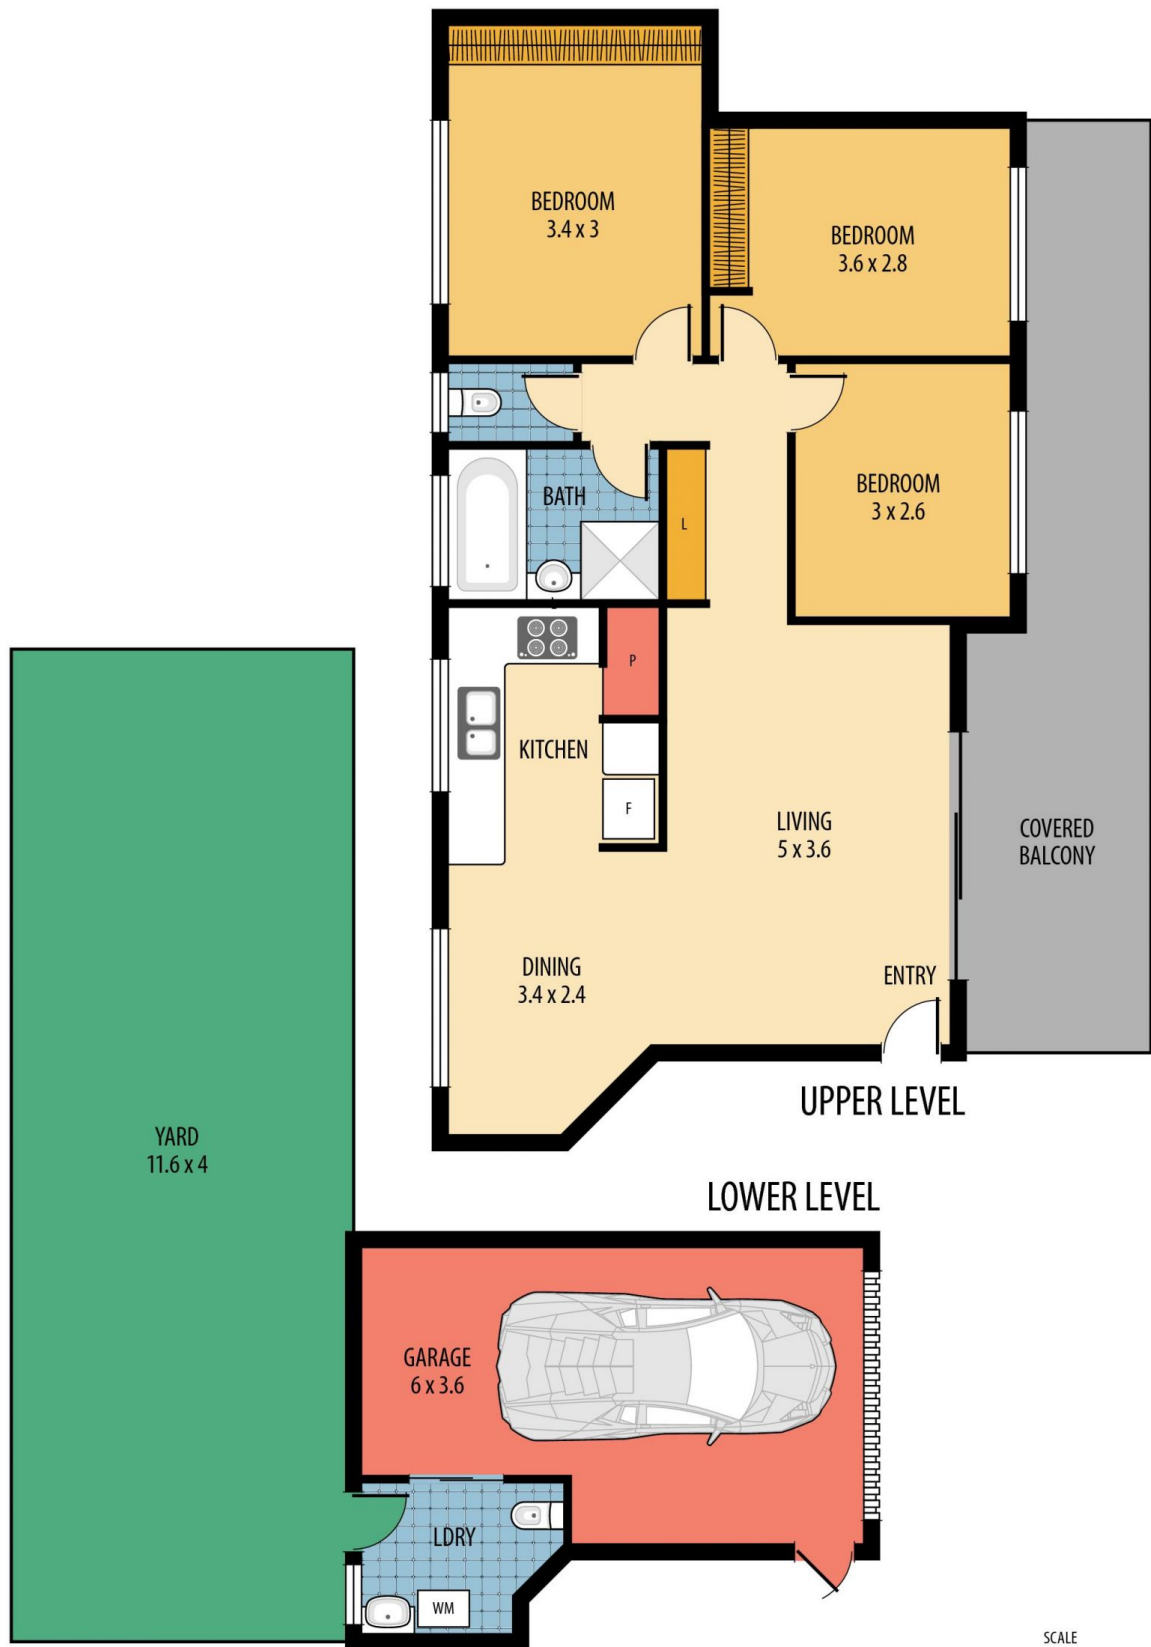 BEDROOM
3.4 x 3
BEDROOM
3.6 x 2.8
BATH
L
BEDROOM
3 x 2.6
P
KITCHEN
F
LIVING
5 x 3.6
COVERED
BALCONY
DINING
3.4 x 2.4
ENTRY
UPPER LEVEL
YARD
11.6 x 4
LOWER LEVEL
GARAGE
6 x 3.6
LDRY
WM
SCALE